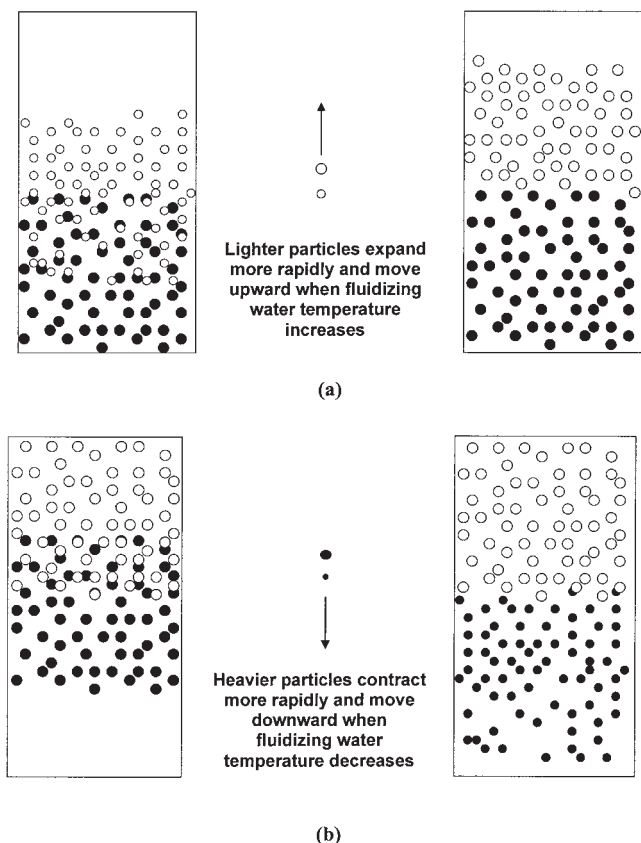 Lighter particles expand
more rapidly and move
upward when fluidizing
water temperature
increases
(a)
Heavier particles contract
more rapidly and move
downward when
fluidizing water
temperature decreases
(b)